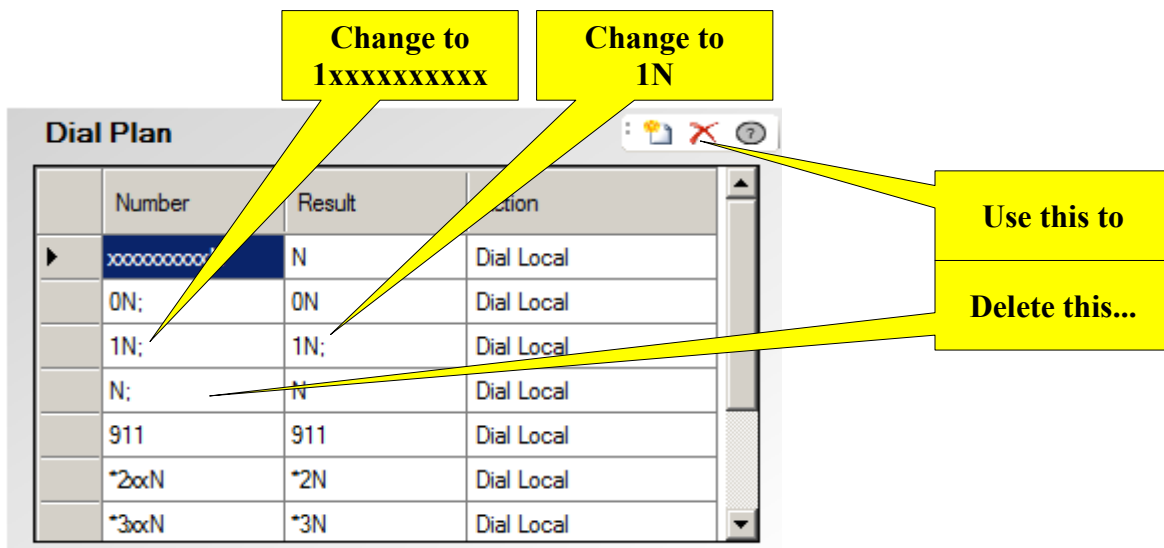 Change to
1xxxxxxxxxx
Change to
1N
Dial Plan
Number Result Action
N Dial Local
0N; 0N Dial Local
1N; 1N; Dial Local
N; N Dial Local
911 911 Dial Local
*2xxN *2N Dial Local
*3xxN *3N Dial Local
Use this to
Delete this...